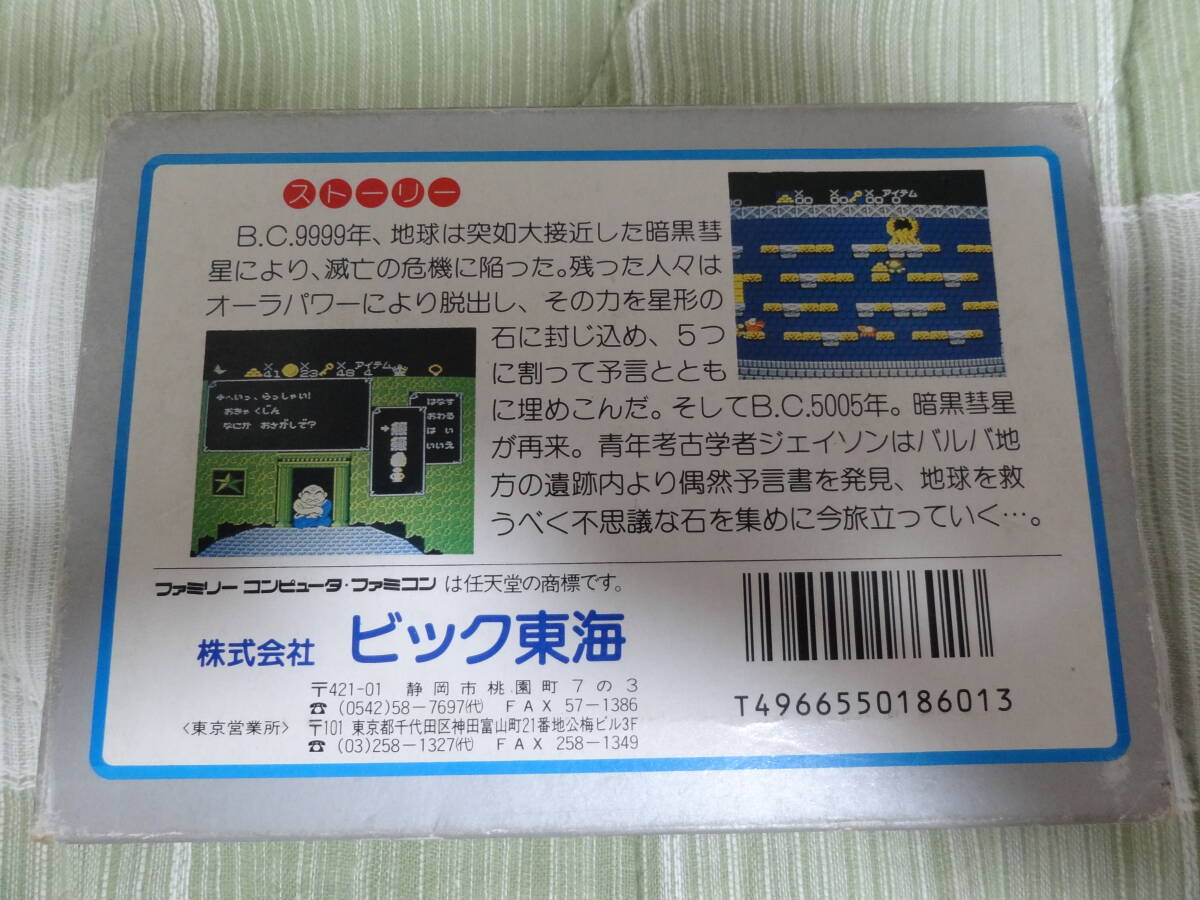 ストーリー
B.C.9999年、地球は突如大接近した暗黒彗
星により、滅亡の危機に陥った。残った人々は
オーラパワーにより脱出し、その力を星形の
石に封じ込め、5つ
に割って予言ととも
に埋めこんだ。そしてB.C.5005年。暗黒彗星
が再来。青年考古学者ジェイソンはバルバ地
方の遺跡内より偶然予言書を発見、地球を救
うべく不思議な石を集めに今旅立っていく…。
アイテム
X00 X00 X00 0
アイテム
X41 X23 X48 4
へいっ、らっしゃい!
おきゃくじん
なにか おさがしで?
はなす
おわる
はい
いいえ
ファミリーコンピュータ・ファミコン は任天堂の商標です。
株式会社 ビック東海
〒421-01 静岡市桃園町7の3
☎(0542)58-7697(代) FAX 57-1386
〈東京営業所〉 〒101 東京都千代田区神田富山町21番地公梅ビル3F
☎(03)258-1327(代) FAX 258-1349
T4966550186013